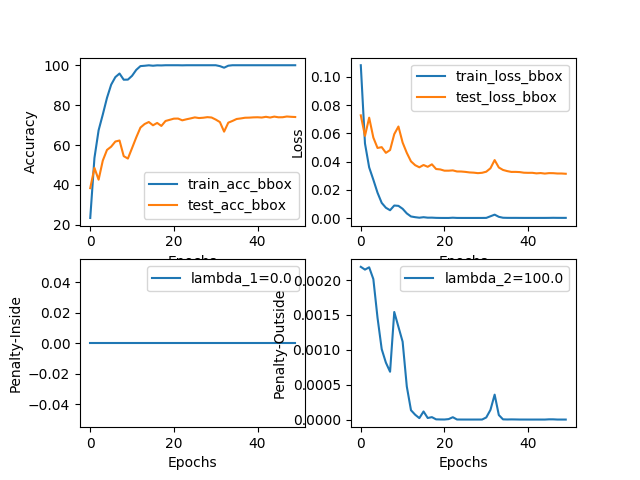 100
80
60
40
20
Accuracy
train_acc_bbox
test_acc_bbox
0 20 40
Epochs
0.10
0.08
0.06
0.04
0.02
0.00
Loss
train_loss_bbox
test_loss_bbox
0 20 40
Epochs
0.04
0.02
0.00
−0.02
−0.04
Penalty-Inside
lambda_1=0.0
0 20 40
Epochs
0.0020
0.0015
0.0010
0.0005
0.0000
Penalty-Outside
lambda_2=100.0
0 20 40
Epochs